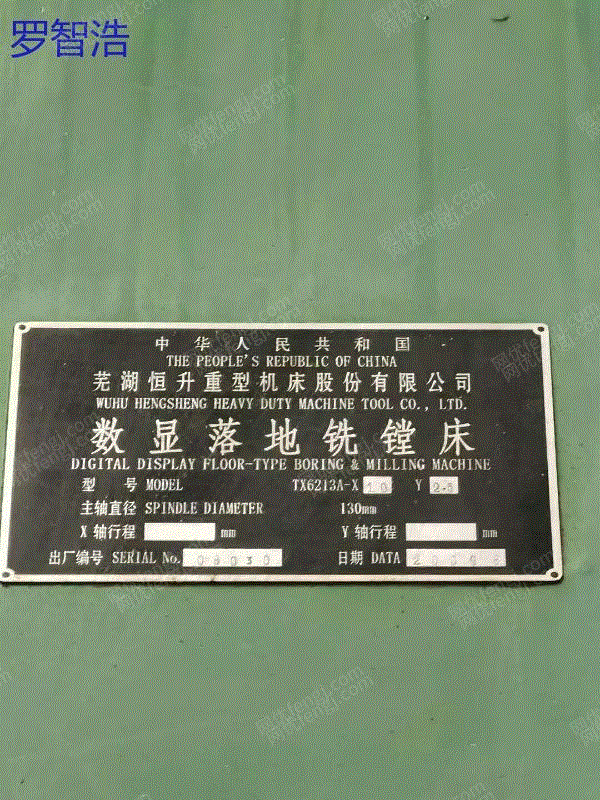 罗智浩
中华人民共和国
THE PEOPLE'S REPUBLIC OF CHINA
芜湖恒升重型机床股份有限公司
WUHU HENGSHENG HEAVY DUTY MACHINE TOOL CO., LTD.
数显落地铣镗床
DIGITAL DISPLAY FLOOR-TYPE BORING & MILLING MACHINE
型 号 MODEL TX6213A-X 10 Y 2.6
主轴直径 SPINDLE DIAMETER 130mm
X 轴行程 mm Y 轴行程 mm
出厂编号 SERIAL No. 09030 日期 DATA